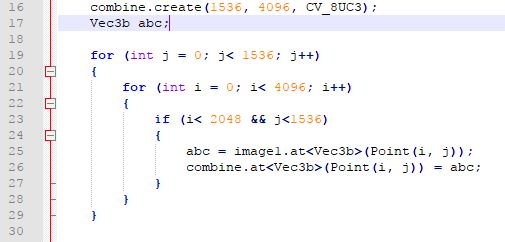 16 combine.create(1536, 4096, CV_8UC3);
17 Vec3b abc;
18
19 for (int j = 0; j< 1536; j++)
20 {
21 for (int i = 0; i< 4096; i++)
22 {
23 if (i< 2048 && j<1536)
24 {
25 abc = image1.at<Vec3b>(Point(i, j));
26 combine.at<Vec3b>(Point(i, j)) = abc;
27 }
28 }
29 }
30